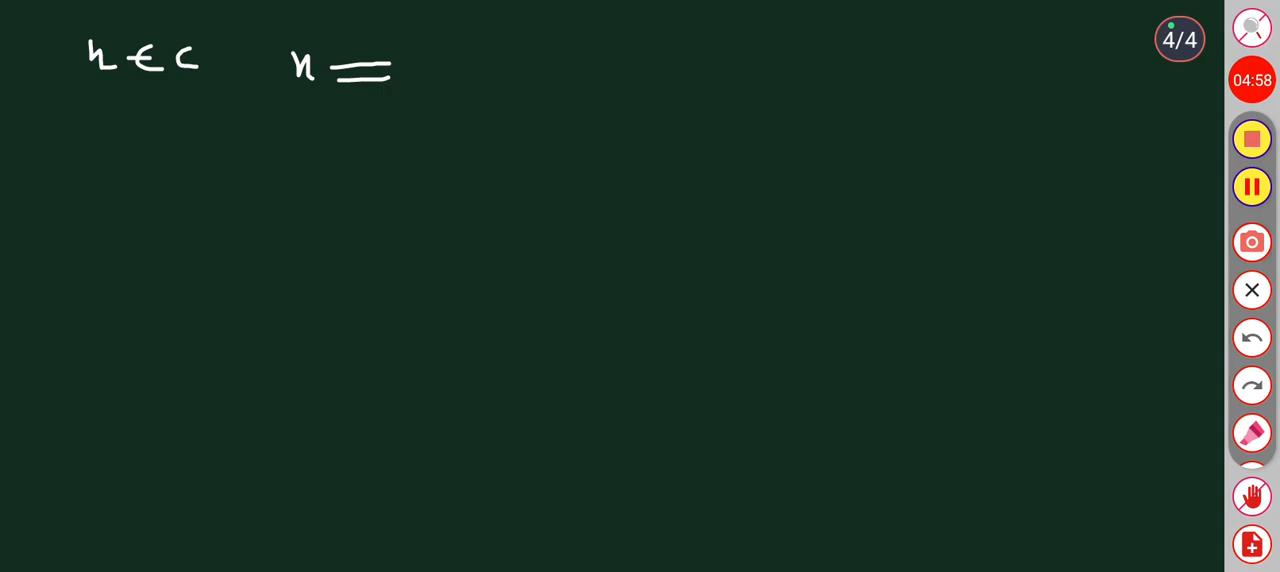 n € c n =
4/4
04:58